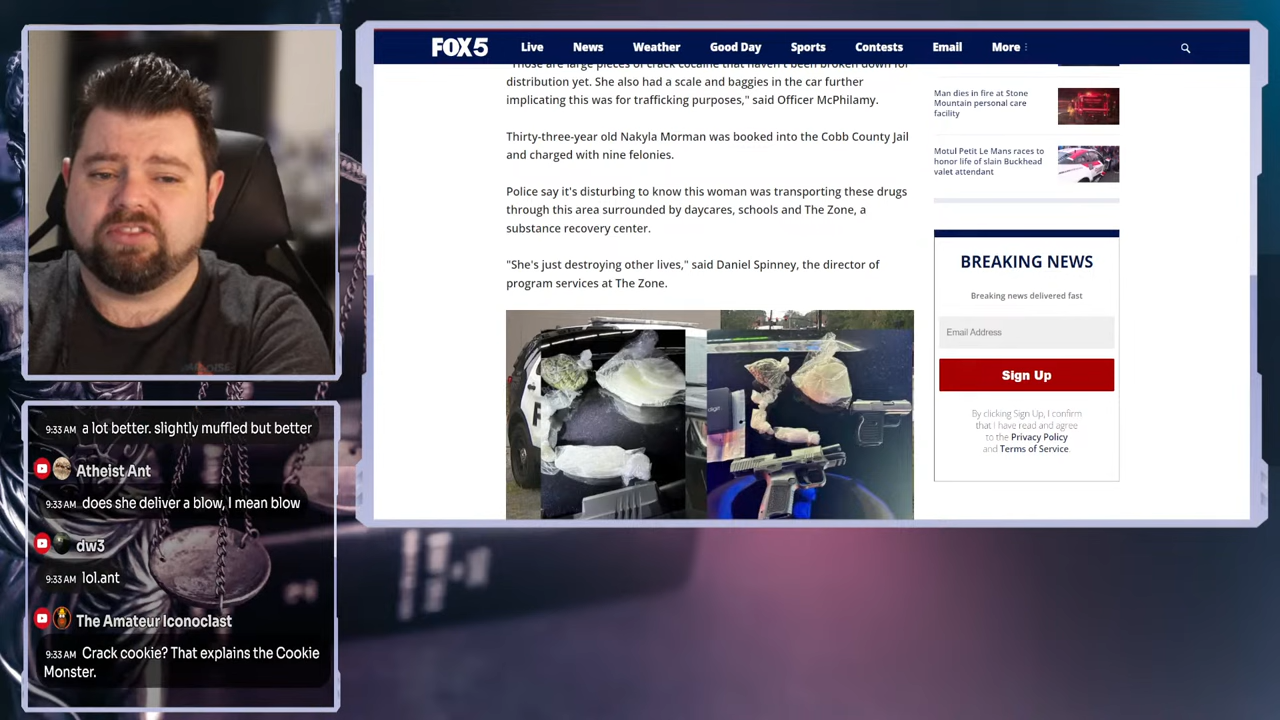 FOX 5
Live
News
Weather
Good Day
Sports
Contests
Email
More
"Those are large pieces of crack cocaine that haven't been broken down for
distribution yet. She also had a scale and baggies in the car further
implicating this was for trafficking purposes," said Officer McPhilamy.
Thirty-three-year old Nakyla Morman was booked into the Cobb County Jail
and charged with nine felonies.
Police say it's disturbing to know this woman was transporting these drugs
through this area surrounded by daycares, schools and The Zone, a
substance recovery center.
"She's just destroying other lives," said Daniel Spinney, the director of
program services at The Zone.
Man dies in fire at Stone
Mountain personal care
facility
Motul Petit Le Mans races to
honor life of slain Buckhead
valet attendant
BREAKING NEWS
Breaking news delivered fast
Email Address
Sign Up
By clicking Sign Up, I confirm
that I have read and agree
to the Privacy Policy
and Terms of Service.
9:33 AM a lot better. slightly muffled but better
Atheist Ant
9:33 AM does she deliver a blow, I mean blow
dw3
9:33 AM lol.ant
The Amateur Iconoclast
9:33 AM Crack cookie? That explains the Cookie
Monster.